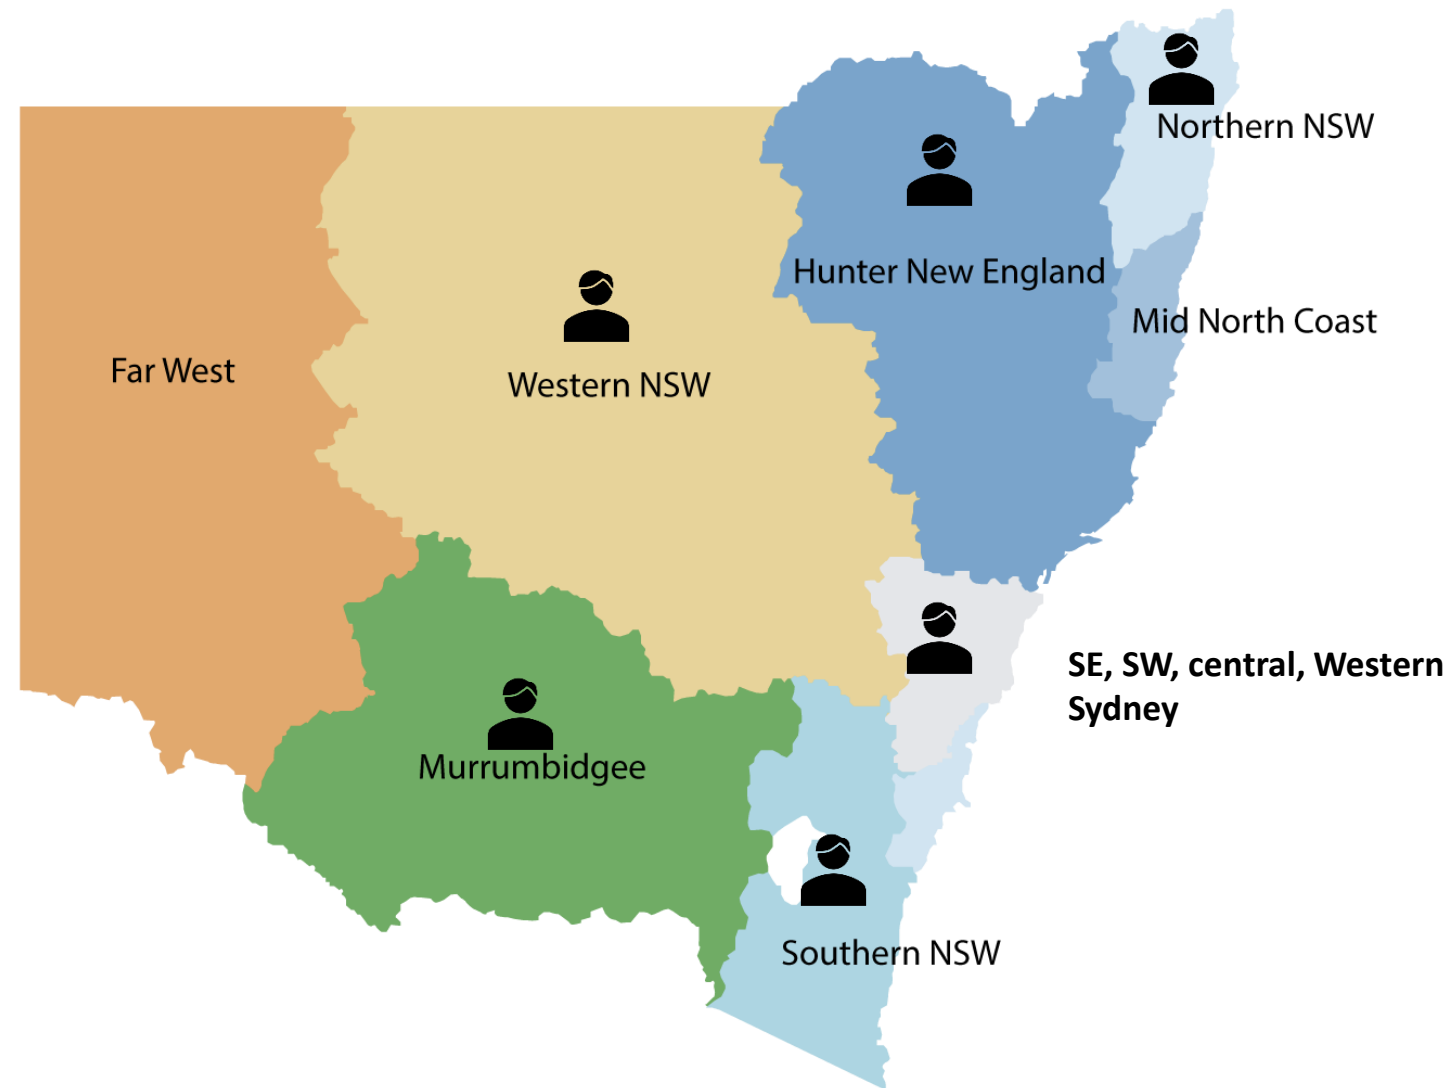 Northern NSW
Hunter New England
Mid North Coast
Far West
Western NSW
SE, SW, central, Western
Sydney
Murrumbidgee
Southern NSW